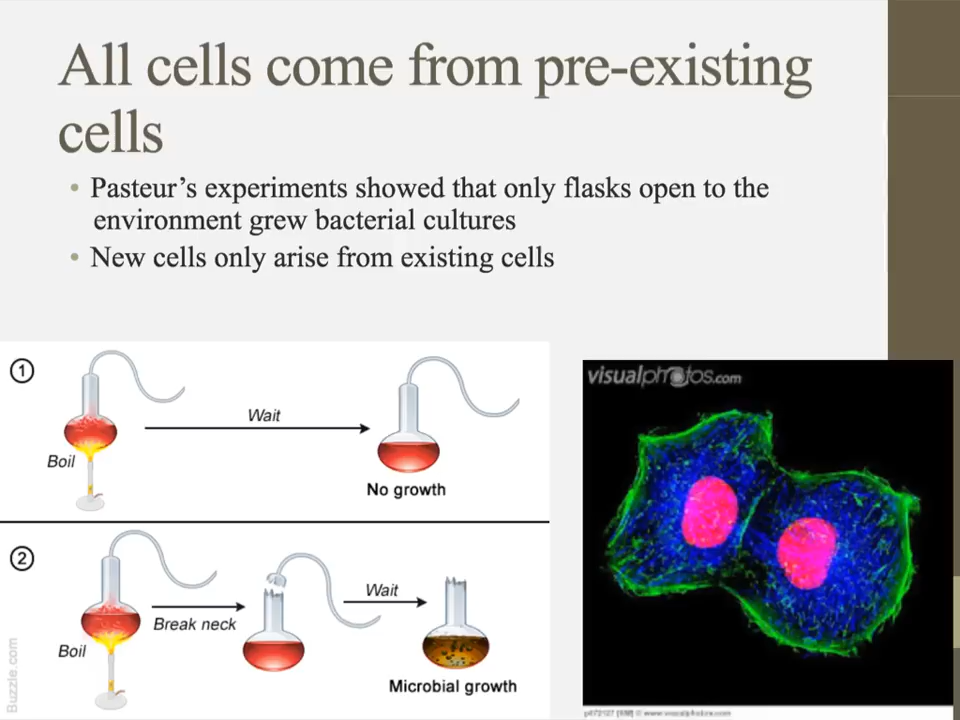 All cells come from pre-existing
cells
• Pasteur's experiments showed that only flasks open to the
environment grew bacterial cultures
• New cells only arise from existing cells
1
Wait
Boil
No growth
2
Wait
Break neck
Boil
Microbial growth
Buzzle.com
visualphotos.com